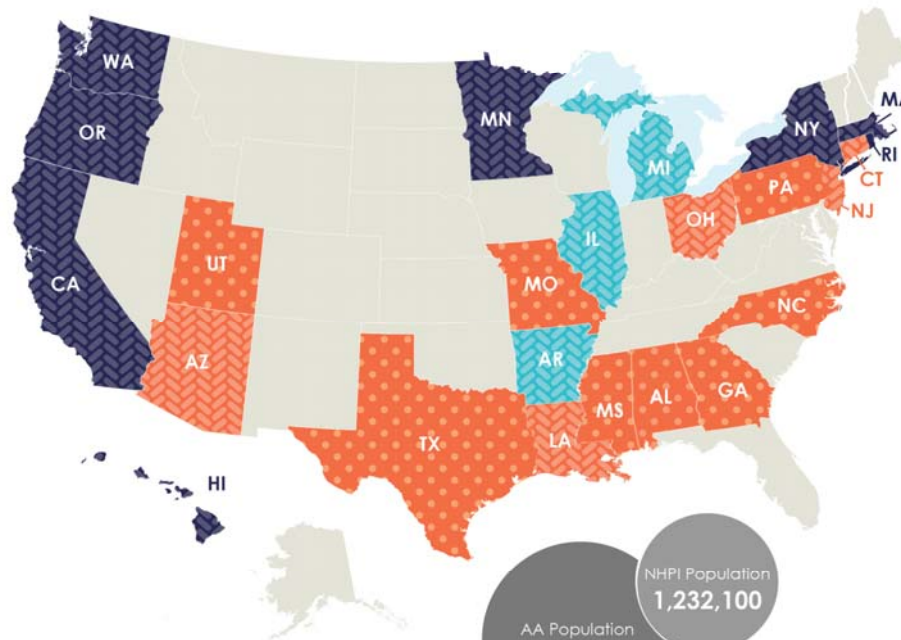 WA
OR
CA
UT
AZ
HI
MN
MI
IL
MO
AR
TX
LA
MS
AL
GA
NC
OH
PA
NY
RI
CT
NJ
NHPI Population
1,232,100
AA Population